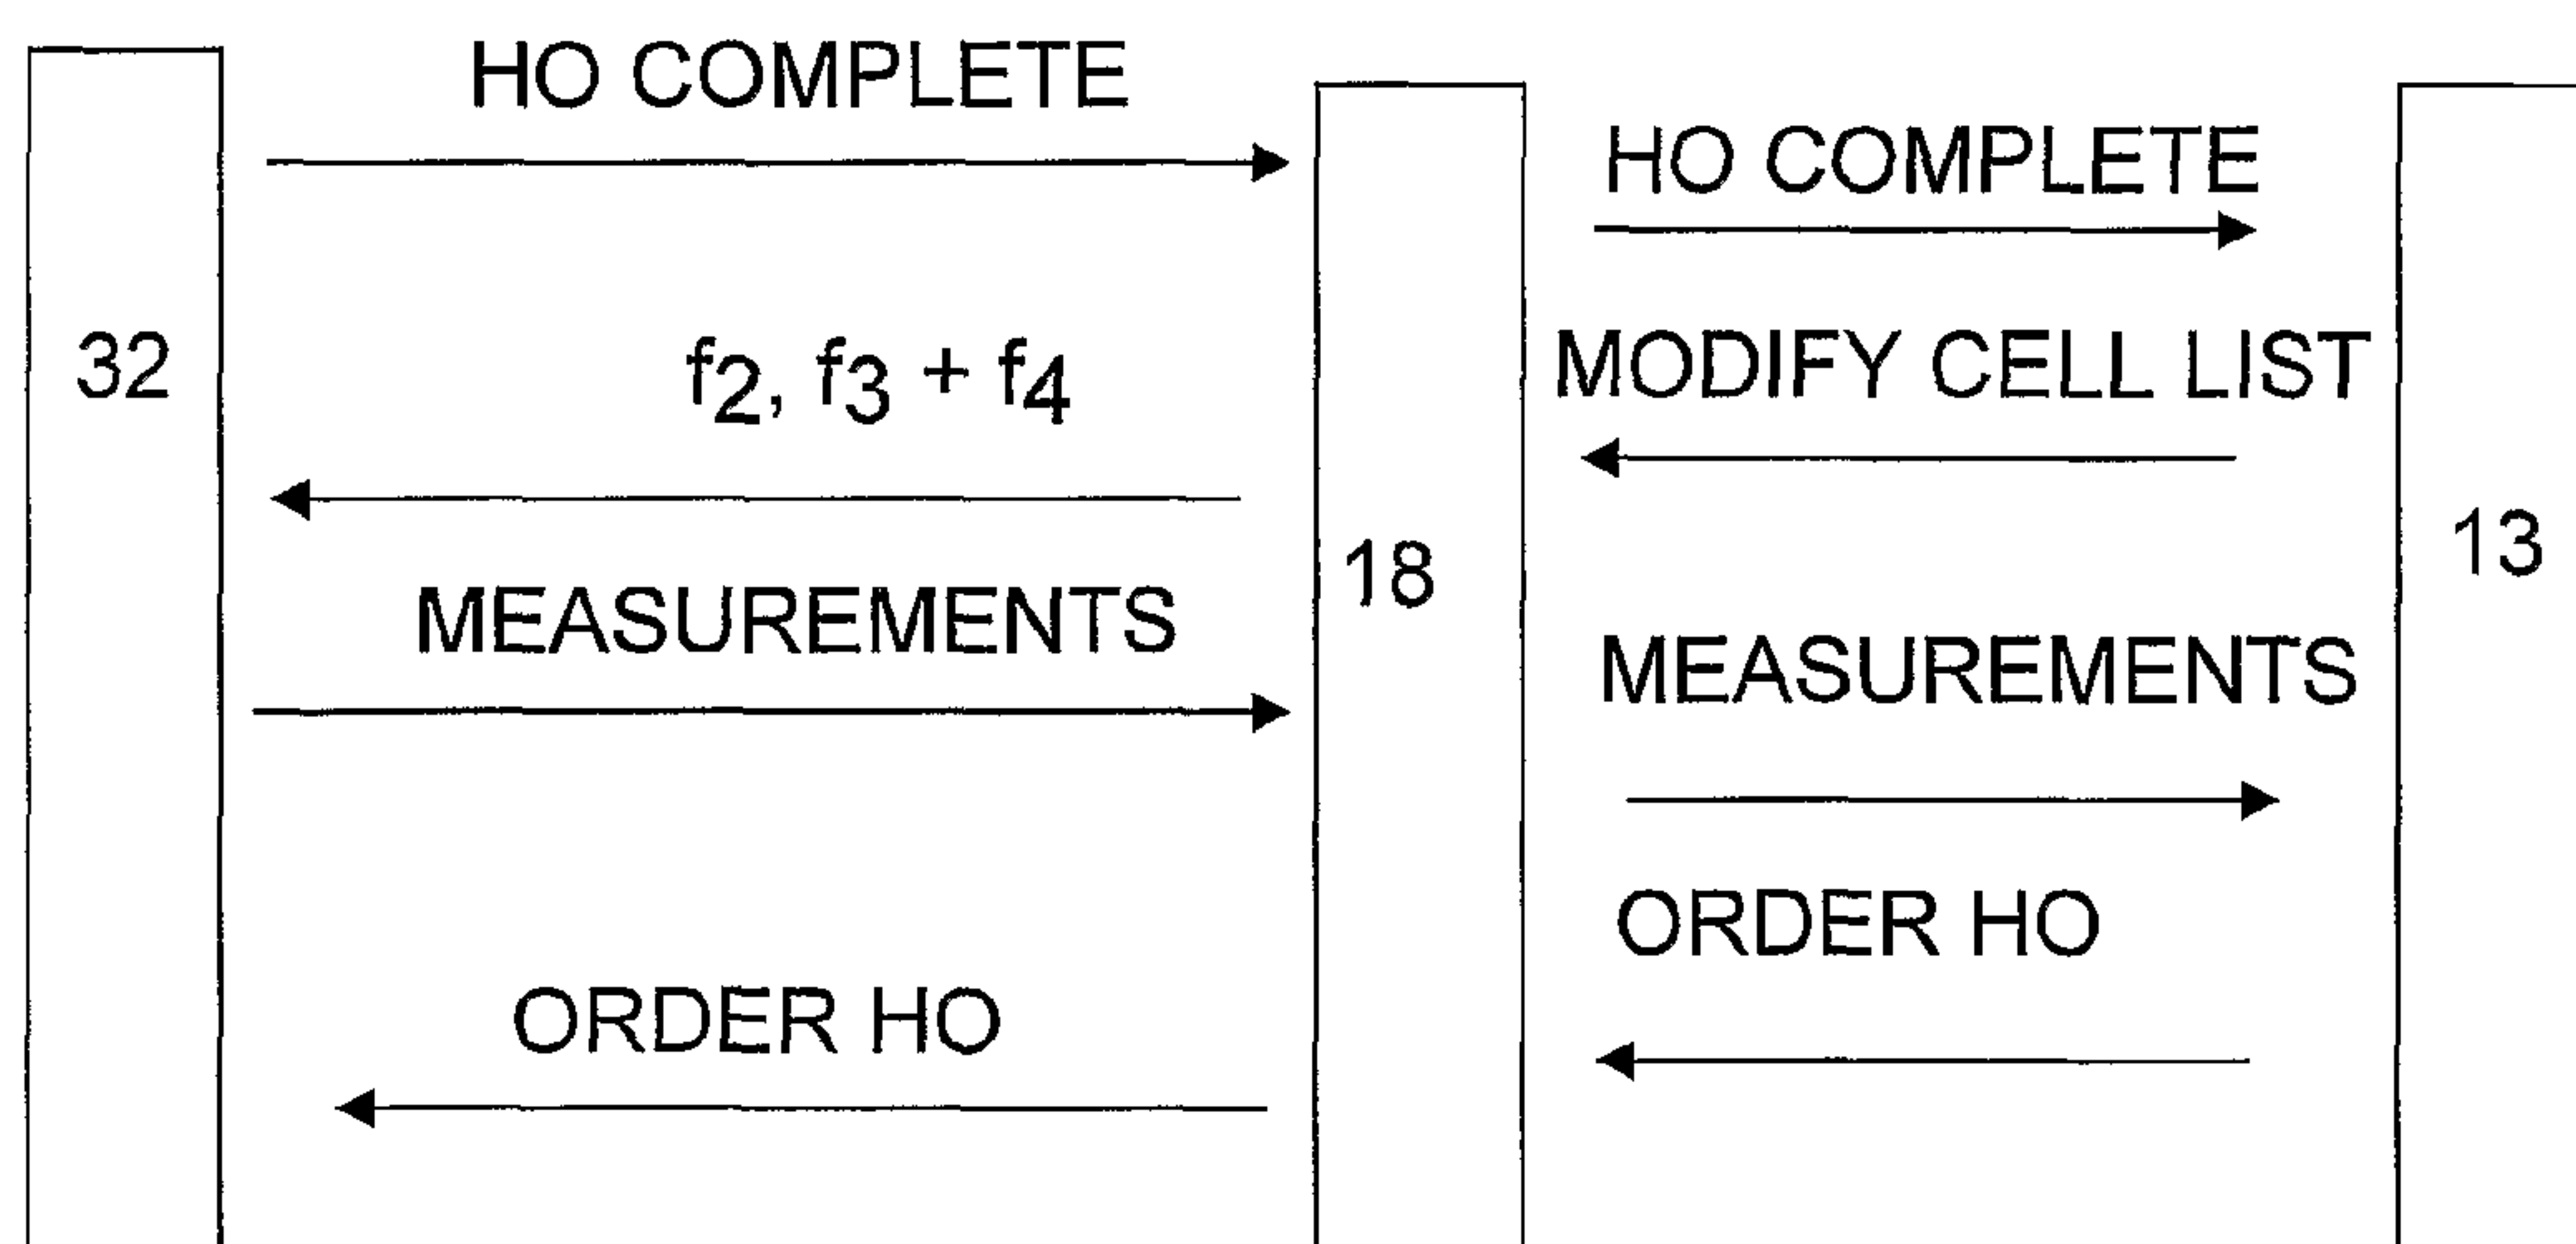 HO COMPLETE
HO COMPLETE
32
f2, f3 + f4
MODIFY CELL LIST
18
13
MEASUREMENTS
MEASUREMENTS
ORDER HO
ORDER HO